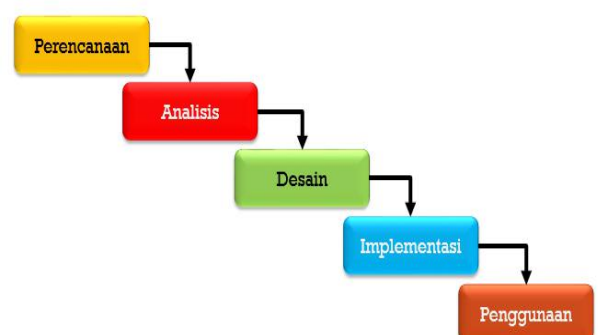 Perencanaan
Analisis
Desain
Implementasi
Penggunaan